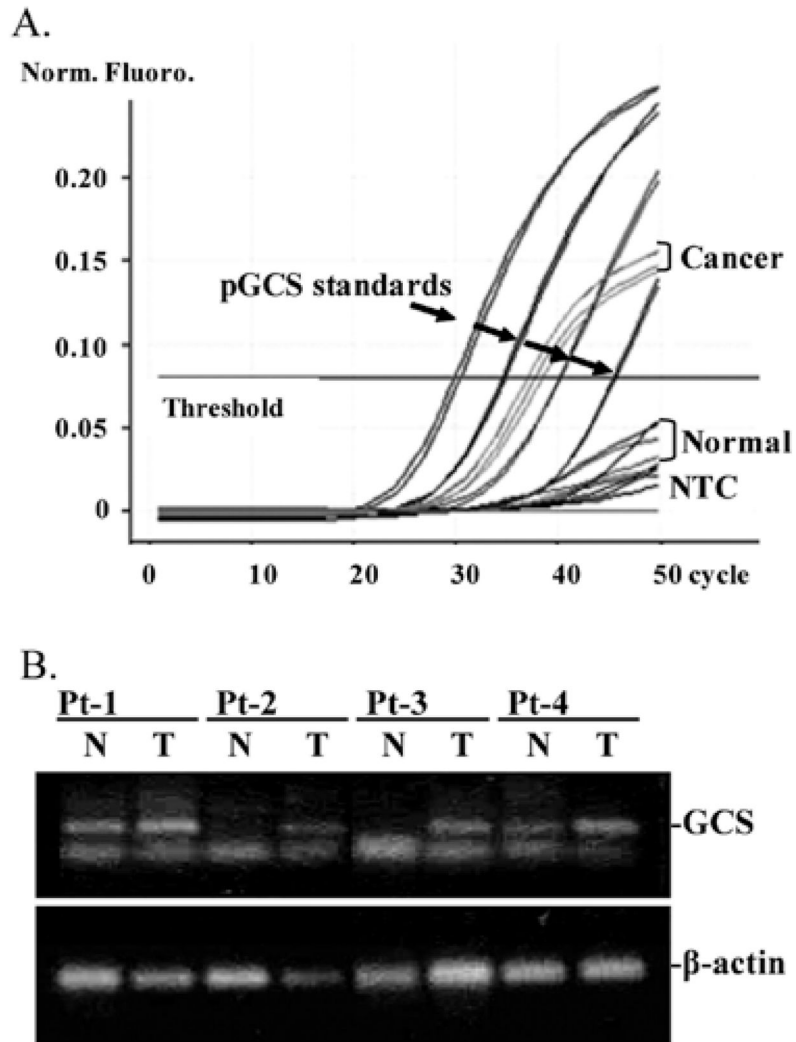 A.
Norm. Fluoro.
0.20
0.15
0.10
0.05
0
pGCS standards
Threshold
Cancer
Normal
NTC
0 10 20 30 40 50 cycle
B.
Pt-1 Pt-2 Pt-3 Pt-4
N T N T N T N T
-GCS
-β-actin